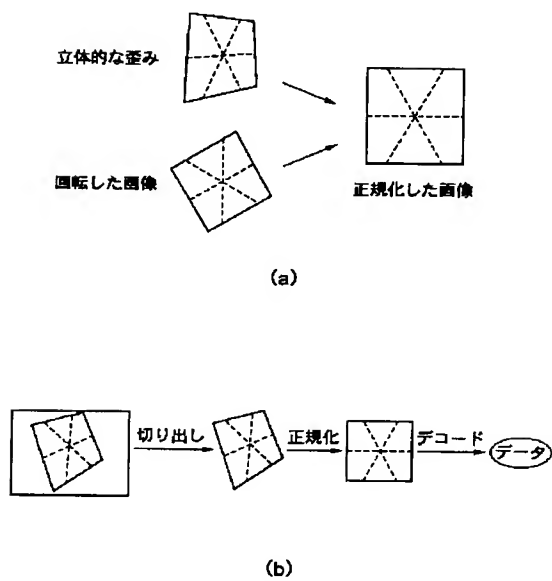 立体的な歪み
回転した画像
正規化した画像
(a)
切り出し
正規化
デコード
データ
(b)